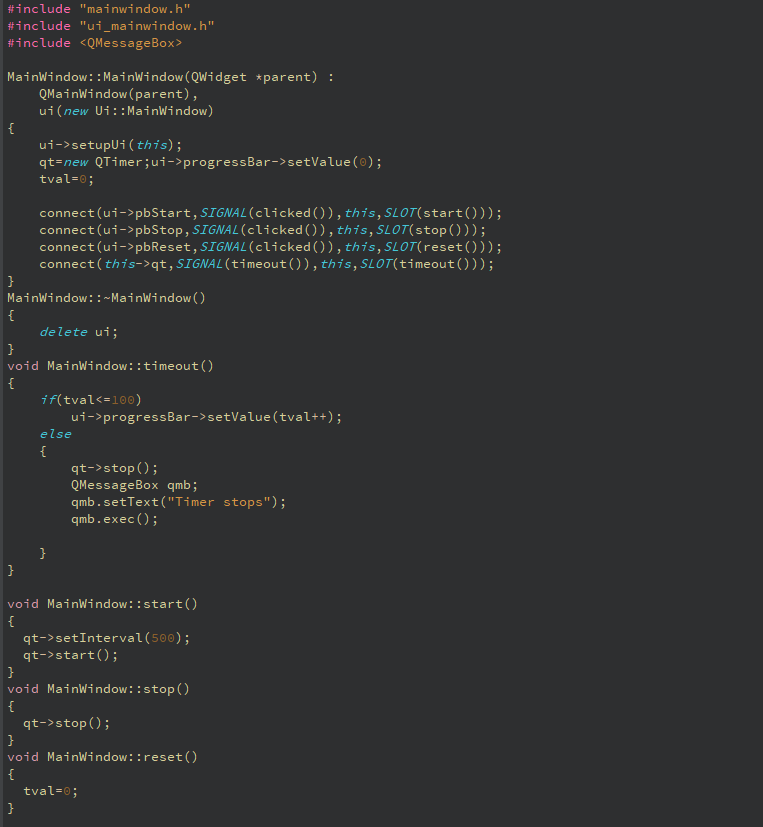 #include "mainwindow.h"
#include "ui_mainwindow.h"
#include <QMessageBox>

MainWindow::MainWindow(QWidget *parent) :
    QMainWindow(parent),
    ui(new Ui::MainWindow)
{
    ui->setupUi(this);
    qt=new QTimer;ui->progressBar->setValue(0);
    tval=0;

    connect(ui->pbStart,SIGNAL(clicked()),this,SLOT(start()));
    connect(ui->pbStop,SIGNAL(clicked()),this,SLOT(stop()));
    connect(ui->pbReset,SIGNAL(clicked()),this,SLOT(reset()));
    connect(this->qt,SIGNAL(timeout()),this,SLOT(timeout()));
}
MainWindow::~MainWindow()
{
    delete ui;
}
void MainWindow::timeout()
{
    if(tval<=100)
        ui->progressBar->setValue(tval++);
    else
    {
        qt->stop();
        QMessageBox qmb;
        qmb.setText("Timer stops");
        qmb.exec();

    }
}

void MainWindow::start()
{
  qt->setInterval(500);
  qt->start();
}
void MainWindow::stop()
{
  qt->stop();
}
void MainWindow::reset()
{
  tval=0;
}